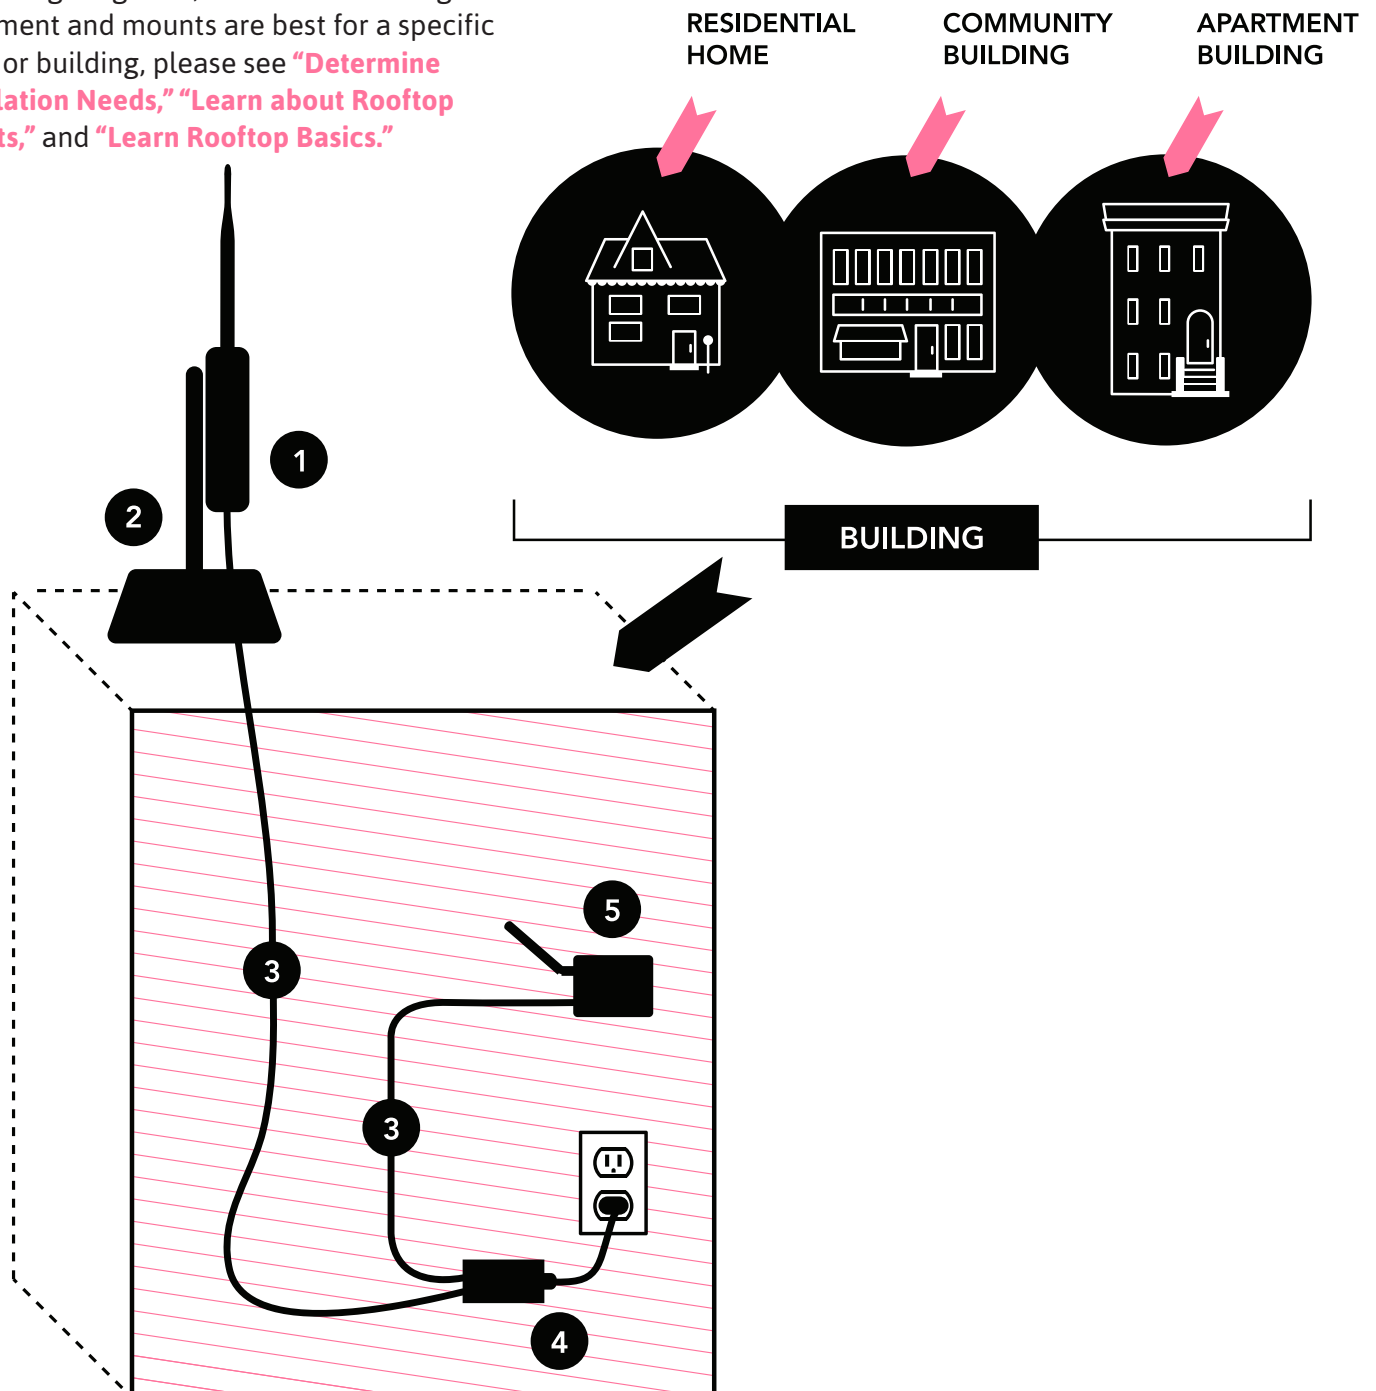 ment and mounts are best for a specific
or building, please see “Determine
lation Needs,” “Learn about Rooftop
ts,” and “Learn Rooftop Basics.”
RESIDENTIAL
HOME
COMMUNITY
BUILDING
APARTMENT
BUILDING
1
2
BUILDING
5
3
3
4